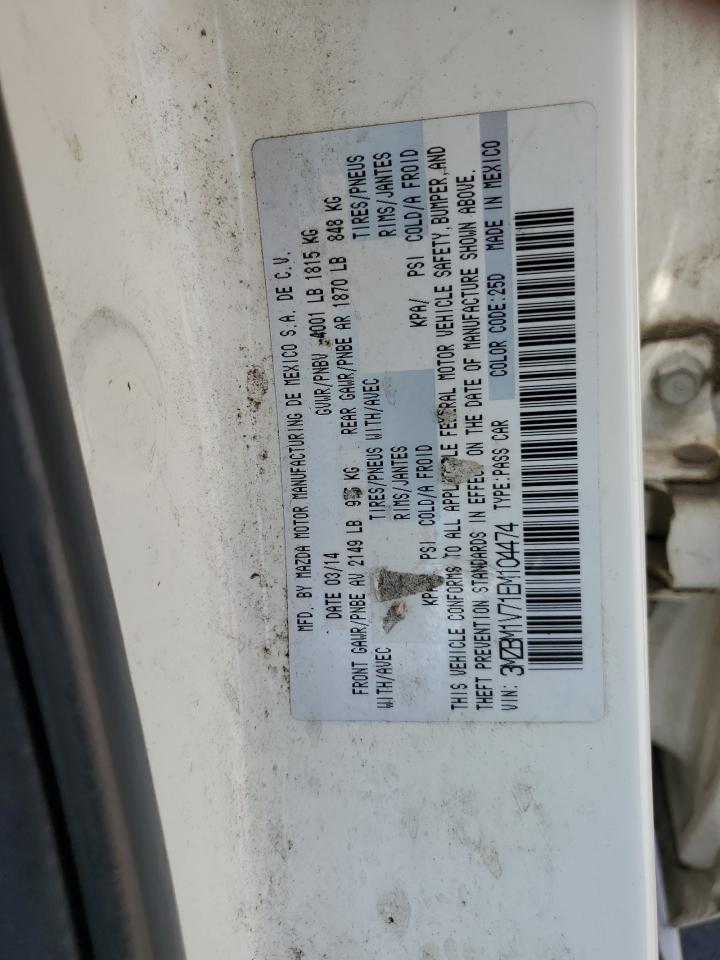 MFD. BY MAZDA MOTOR MANUFACTURING DE MEXICO S.A. DE C.V.
DATE 03/14 GVWR/PNBV 4001 LB 1815 KG
FRONT GAWR/PNBE AV 2149 LB KG REAR GAWR/PNBE AR 1870 LB 848 KG
WITH/AVEC TIRES/PNEUS WITH/AVEC TIRES/PNEUS
RIMS/JANTES RIMS/JANTES
KPA PSI COLD/A FROID KPA/ PSI COLD/A FROID
THIS VEHICLE CONFORMS TO ALL MOTOR VEHICLE SAFETY, BUMPER, AND
THEFT PREVENTION STANDARDS IN ON THE DATE OF MANUFACTURE SHOWN ABOVE.
VIN: 3MZBM1V71EM104474 TYPE:PASS CAR COLOR CODE:25D MADE IN MEXICO